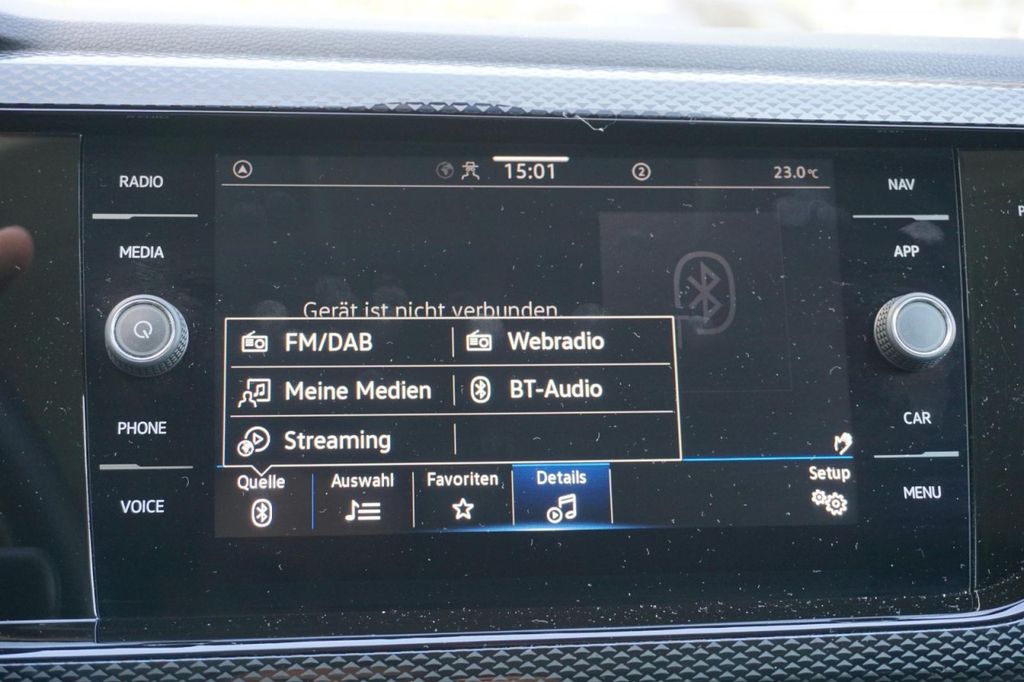 RADIO
MEDIA
PHONE
VOICE
15:01
2
23.0°C
Gerät ist nicht verbunden.
FM/DAB
Webradio
Meine Medien
BT-Audio
Streaming
Quelle
Auswahl
Favoriten
Details
Setup
NAV
APP
CAR
MENU
P